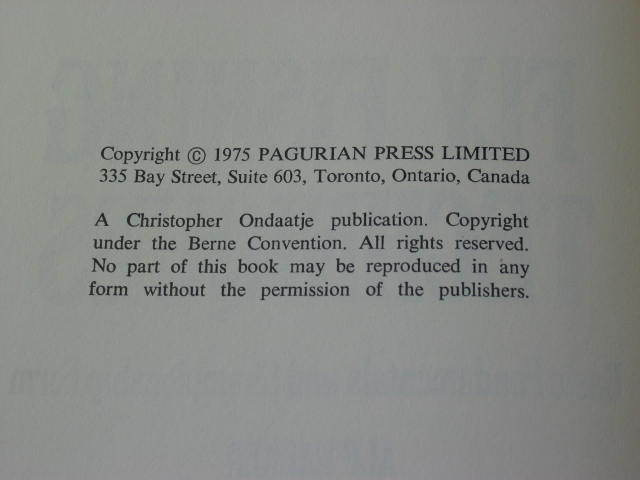 Copyright © 1975 PAGURIAN PRESS LIMITED
335 Bay Street, Suite 603, Toronto, Ontario, Canada
A Christopher Ondaatje publication. Copyright
under the Berne Convention. All rights reserved.
No part of this book may be reproduced in any
form without the permission of the publishers.